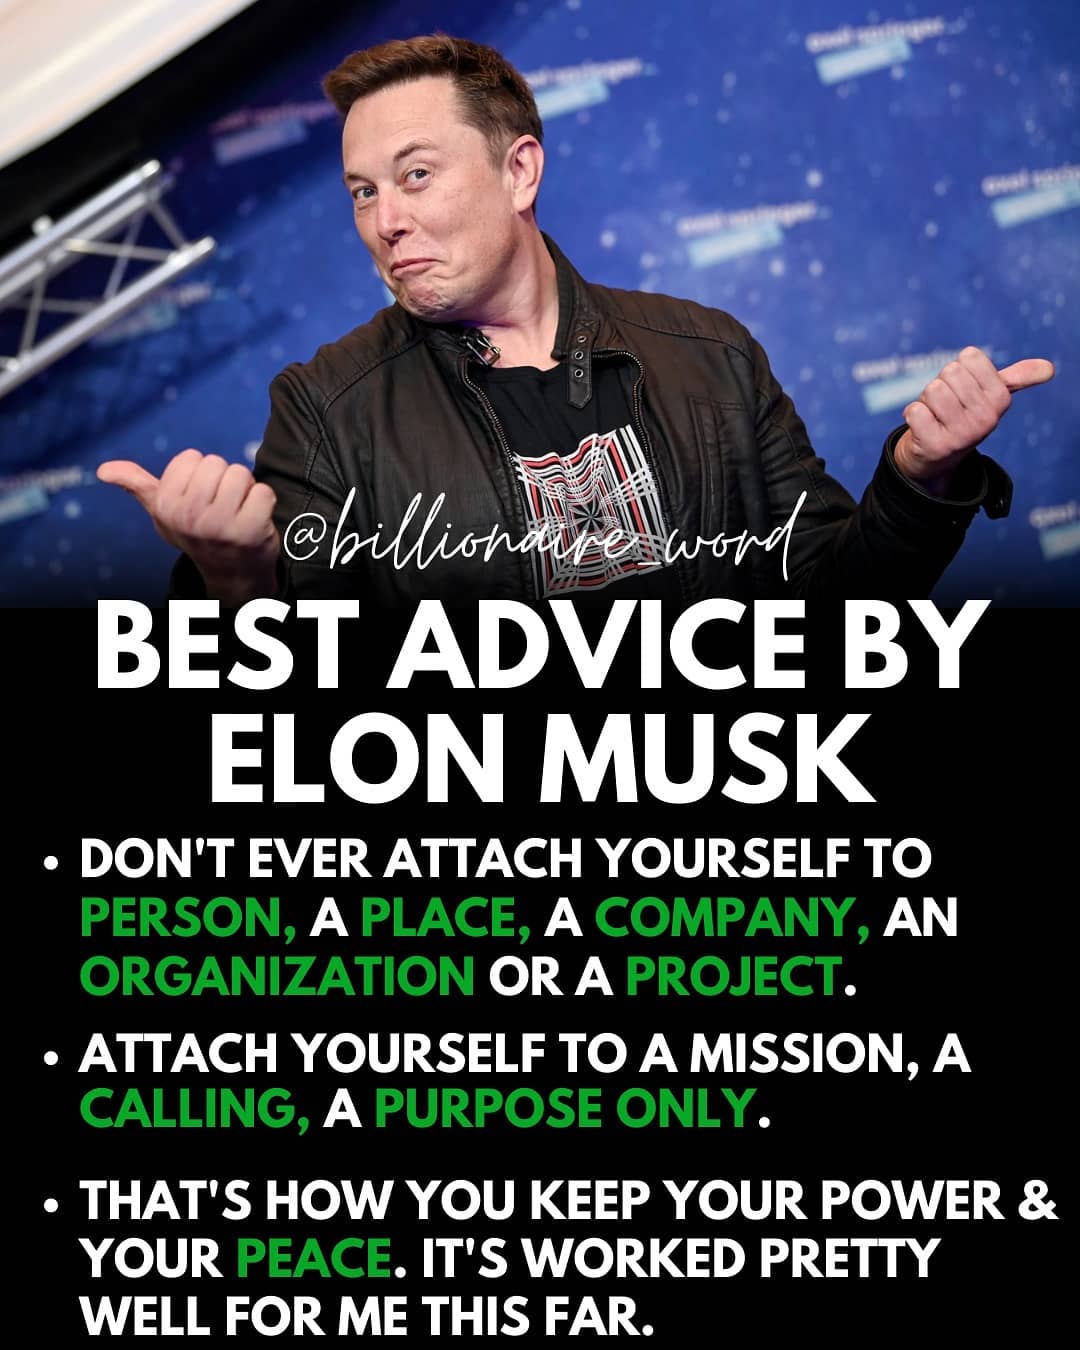 axel springer
@billionaire_word
BEST ADVICE BY
ELON MUSK
• DON'T EVER ATTACH YOURSELF TO
PERSON, A PLACE, A COMPANY, AN
ORGANIZATION OR A PROJECT.
• ATTACH YOURSELF TO A MISSION, A
CALLING, A PURPOSE ONLY.
• THAT'S HOW YOU KEEP YOUR POWER &
YOUR PEACE. IT'S WORKED PRETTY
WELL FOR ME THIS FAR.